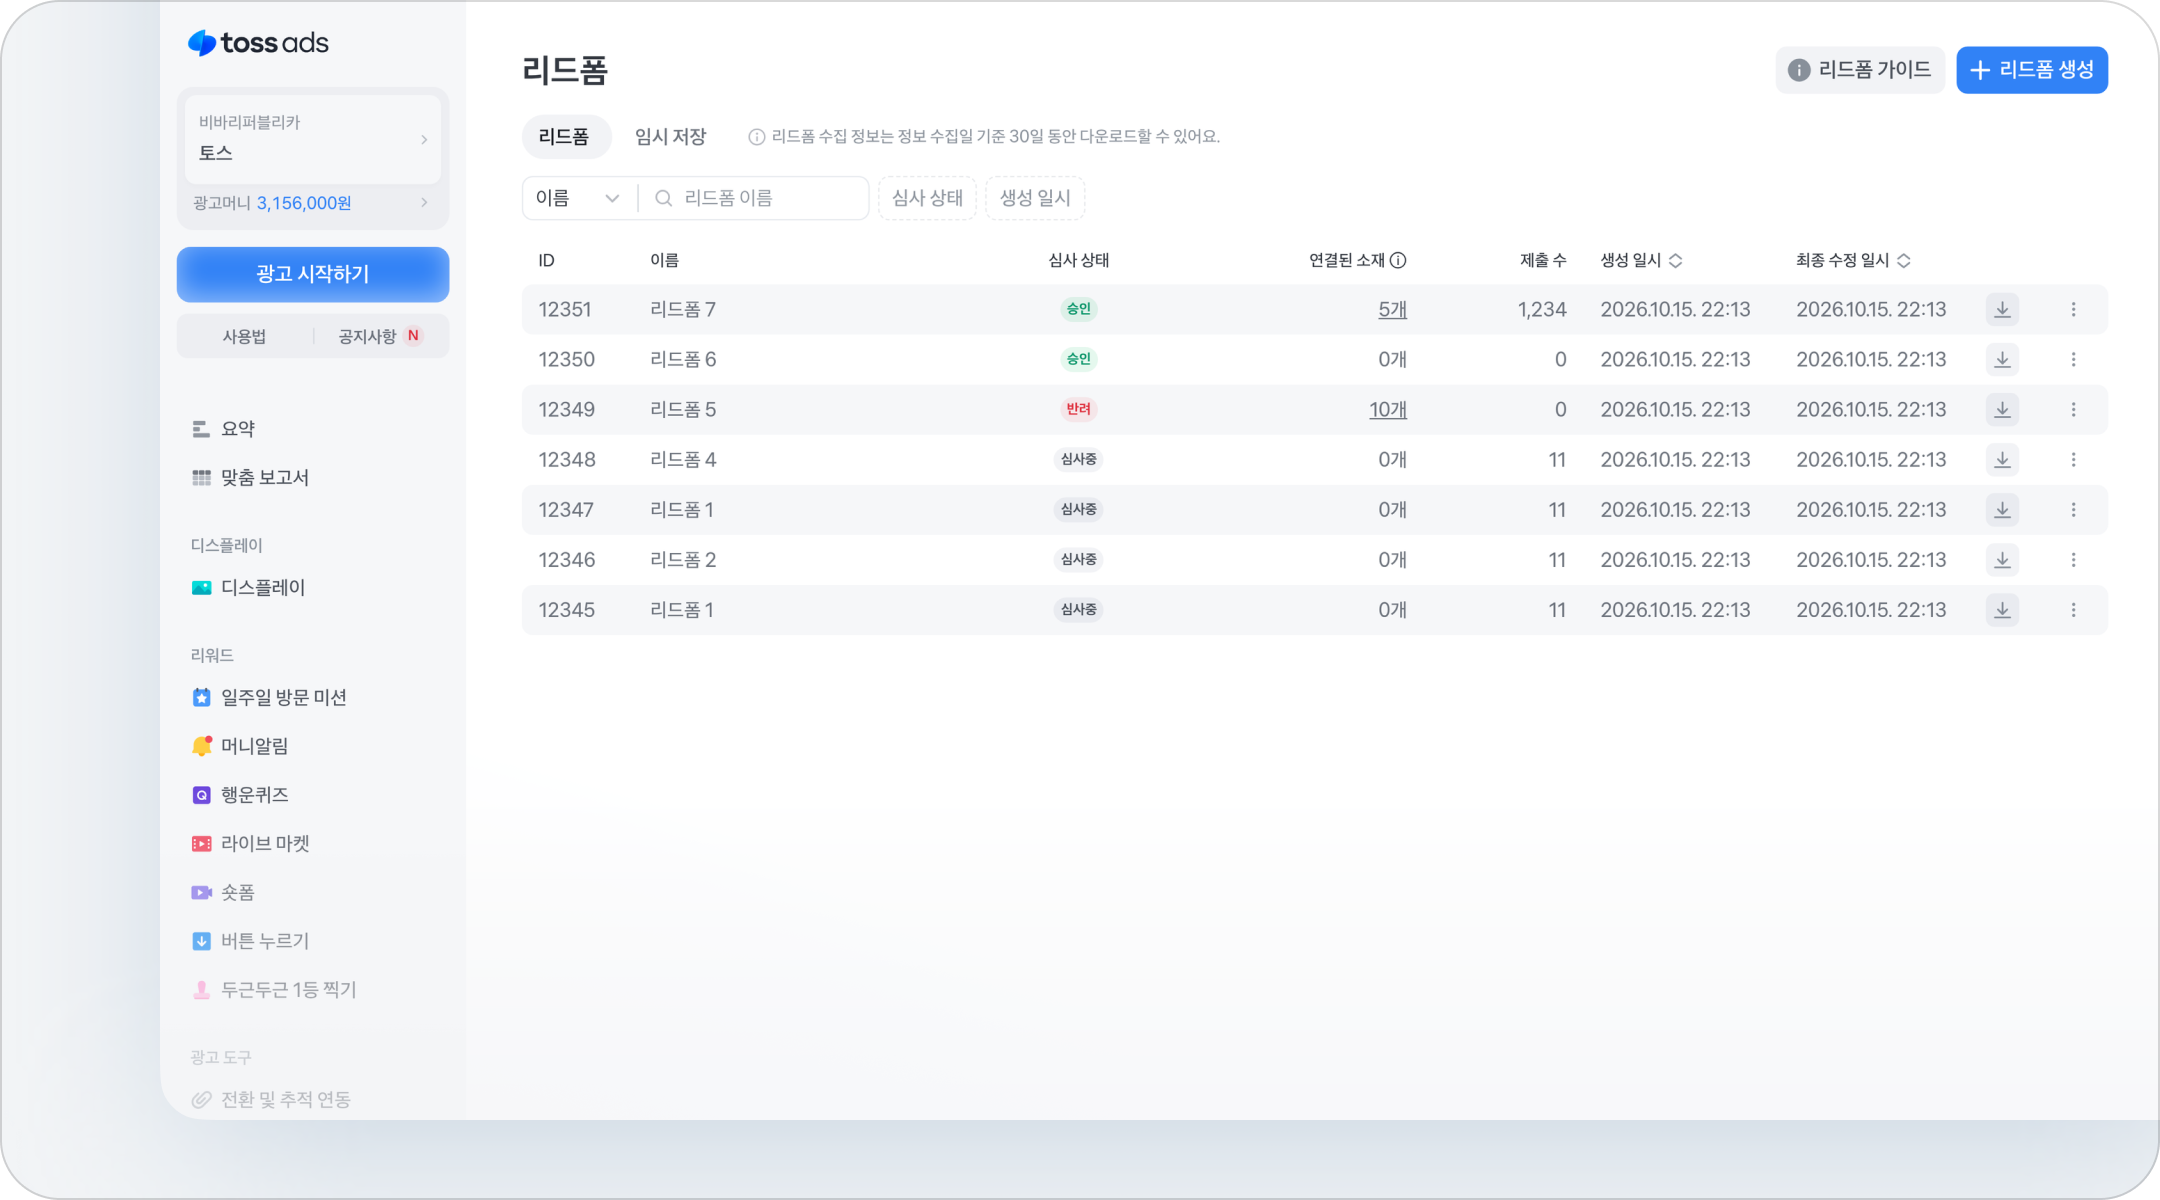 toss ads
비바리퍼블리카
토스
광고머니 3,156,000원
광고 시작하기
사용법 공지사항 N
요약
맞춤 보고서
디스플레이
디스플레이
리워드
일주일 방문 미션
머니알림
행운퀴즈
라이브 마켓
숏폼
버튼 누르기
두근두근 1등 찍기
광고 도구
전환 및 추적 연동
리드폼
리드폼 가이드
리드폼 생성
리드폼 임시 저장 리드폼 수집 정보는 정보 수집일 기준 30일 동안 다운로드할 수 있어요.
이름 리드폼 이름 심사 상태 생성 일시
ID 이름 심사 상태 연결된 소재 제출 수 생성 일시 최종 수정 일시
12351 리드폼 7 승인 5개 1,234 2026.10.15. 22:13 2026.10.15. 22:13
12350 리드폼 6 승인 0개 0 2026.10.15. 22:13 2026.10.15. 22:13
12349 리드폼 5 반려 10개 0 2026.10.15. 22:13 2026.10.15. 22:13
12348 리드폼 4 심사중 0개 11 2026.10.15. 22:13 2026.10.15. 22:13
12347 리드폼 1 심사중 0개 11 2026.10.15. 22:13 2026.10.15. 22:13
12346 리드폼 2 심사중 0개 11 2026.10.15. 22:13 2026.10.15. 22:13
12345 리드폼 1 심사중 0개 11 2026.10.15. 22:13 2026.10.15. 22:13